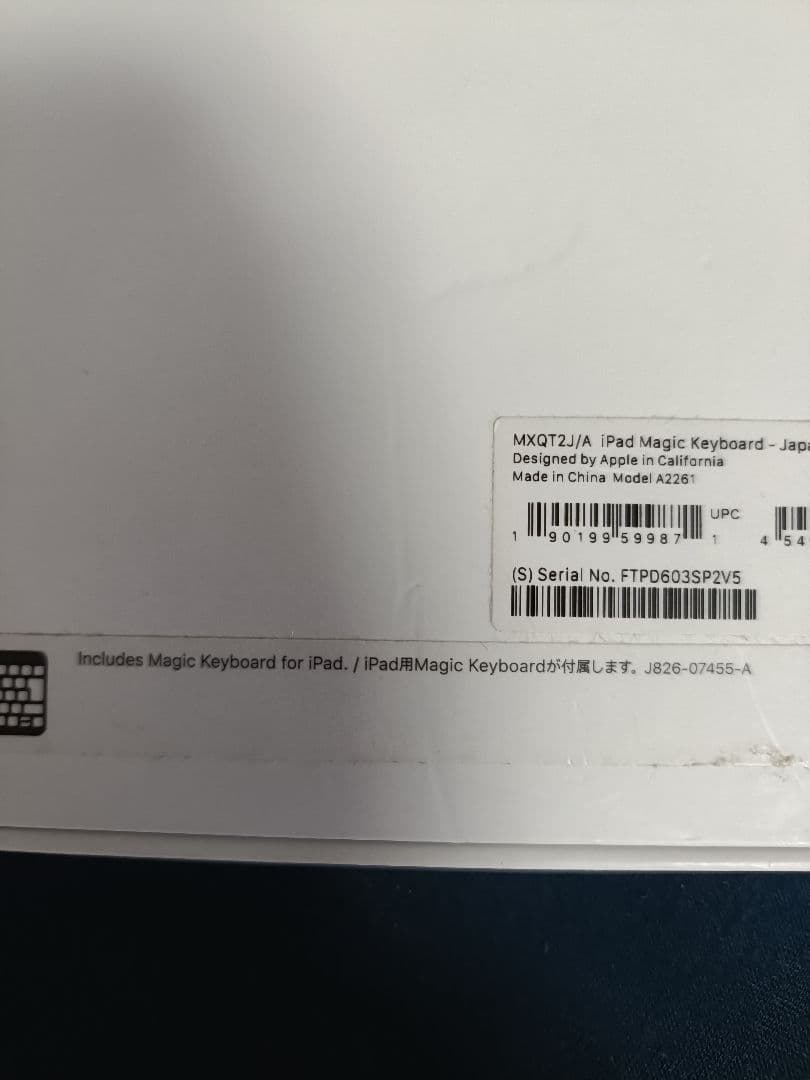 MXQT2J/A iPad Magic Keyboard – Japa
Designed by Apple in California
Made in China Model A2261
UPC
1 90199 59987 1
4 54
(S) Serial No. FTPD603SP2V5
Includes Magic Keyboard for iPad. / iPad用Magic Keyboardが付属します。J826-07455-A